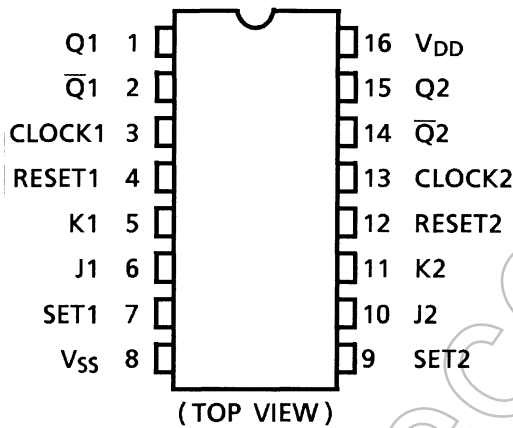 Q1 1 16 VDD
Q̅1 2 15 Q2
CLOCK1 3 14 Q̅2
RESET1 4 13 CLOCK2
K1 5 12 RESET2
J1 6 11 K2
SET1 7 10 J2
VSS 8 9 SET2
(TOP VIEW)